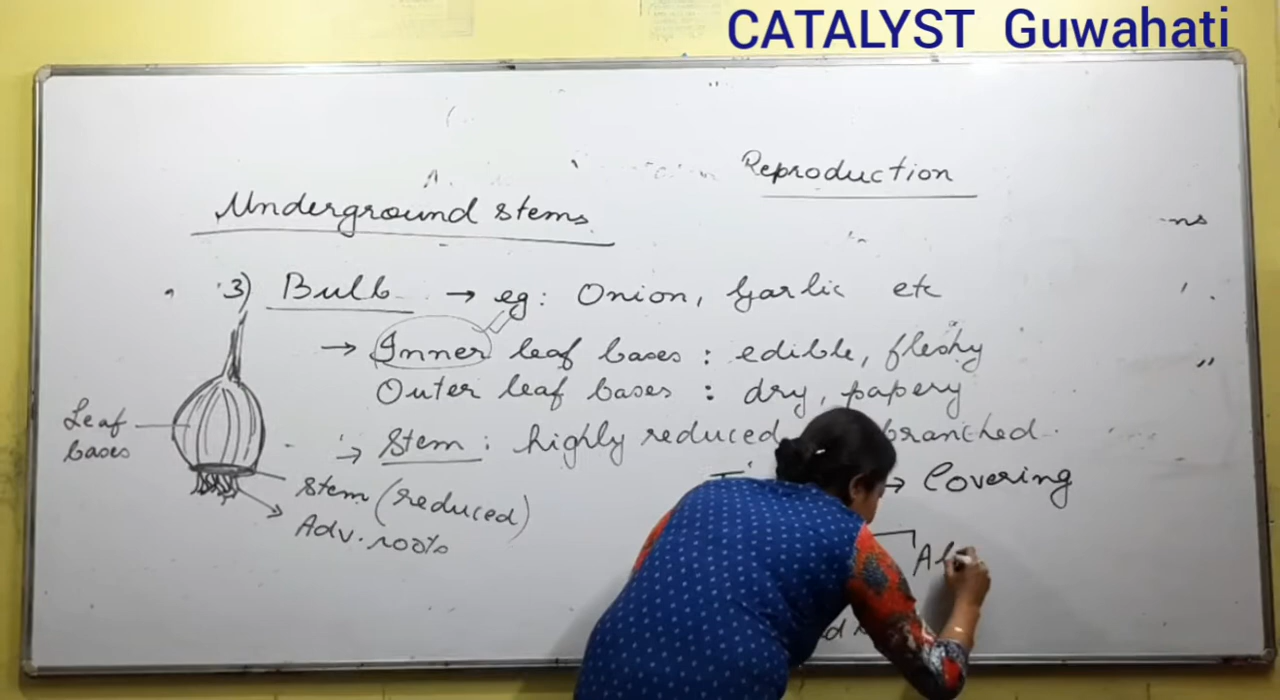 CATALYST Guwahati
Reproduction
Underground stems
3) Bulb → eg: Onion, Garlic etc
→ Inner leaf bases : edible, fleshy
Outer leaf bases : dry, papery
→ Stem : highly reduced branched.
→ Covering
Leaf bases
Stem (reduced)
Adv. roots